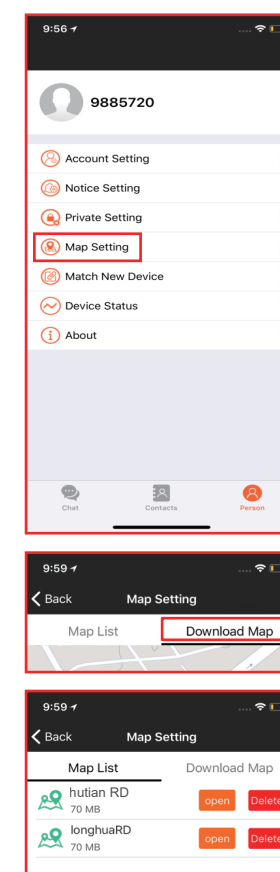 9:56
9885720
Account Setting
Notice Setting
Private Setting
Map Setting
Match New Device
Device Status
About
Chat Contacts Person
9:59
Back Map Setting
Map List Download Map
9:59
Back Map Setting
Map List Download Map
hutian RD
70 MB
open Delete
longhuaRD
70 MB
open Delete